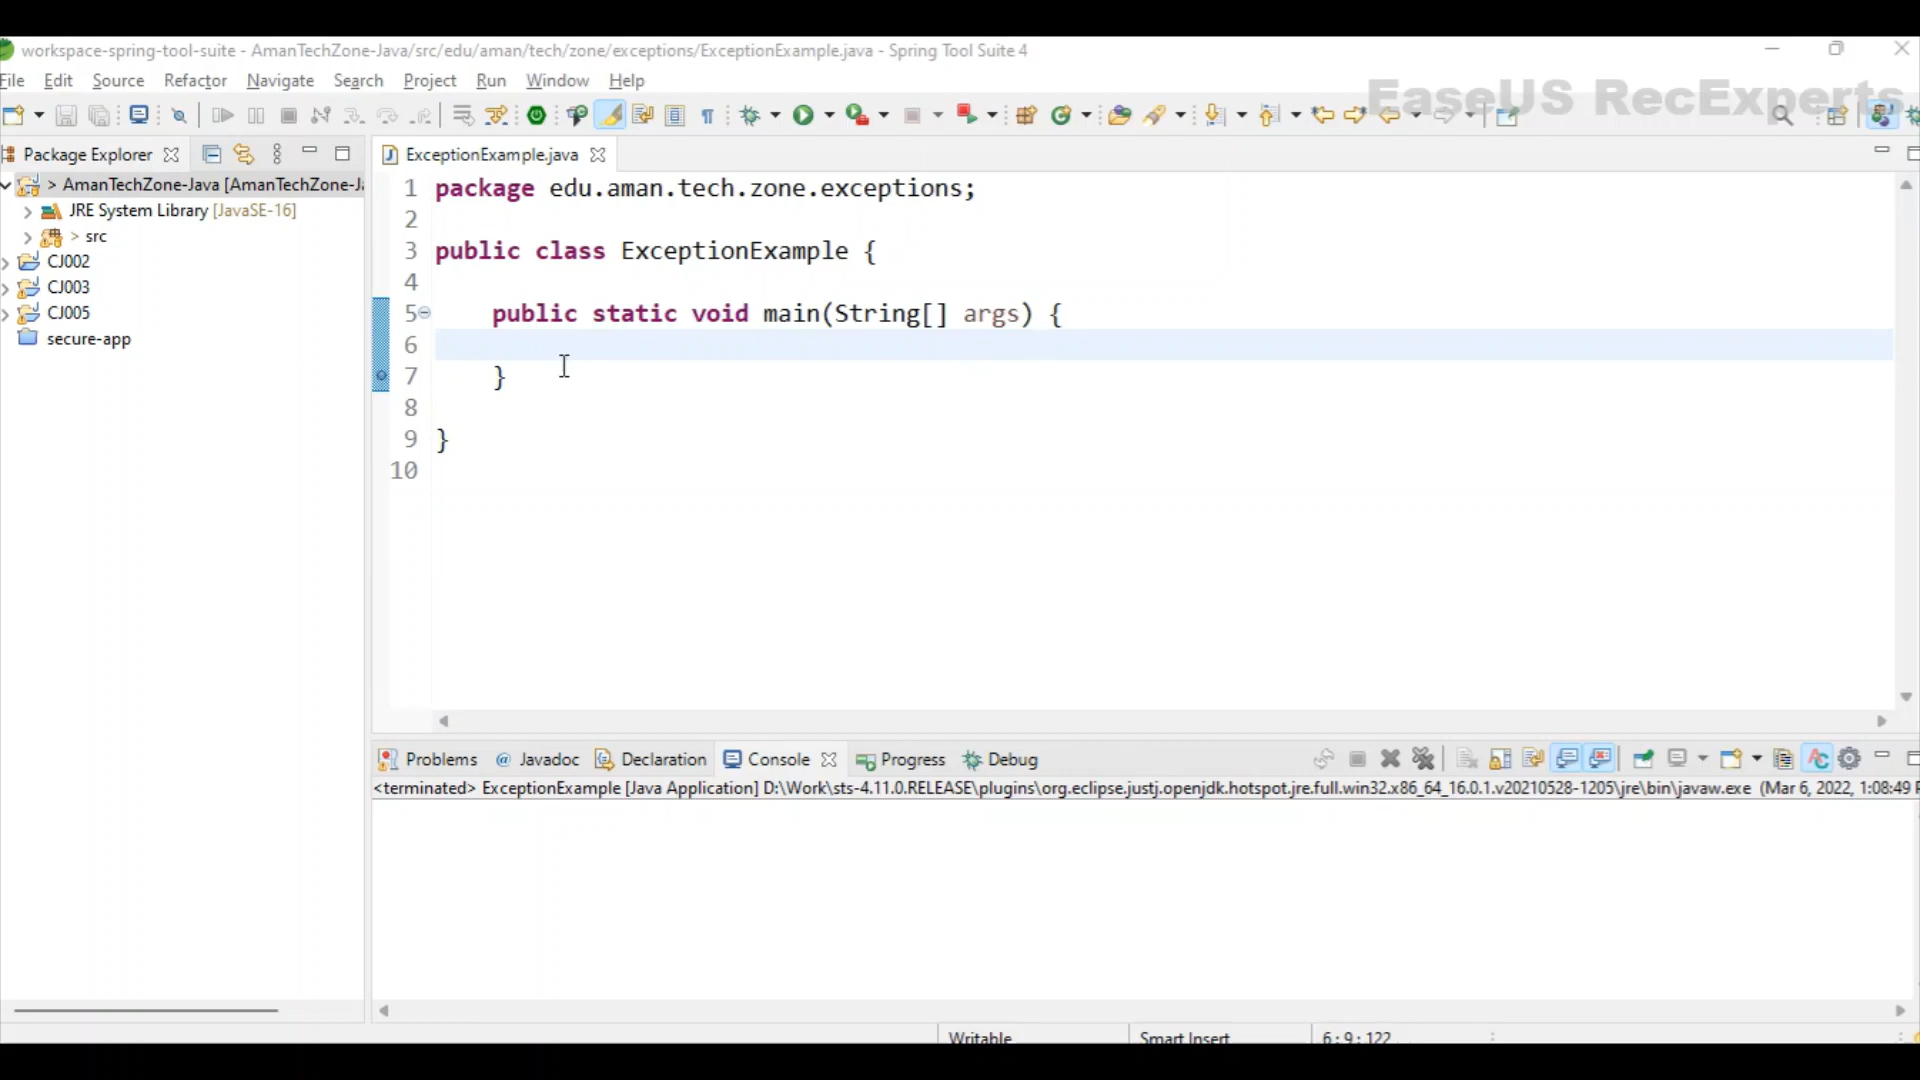 workspace-spring-tool-suite - AmanTechZone-Java/src/edu/aman/tech/zone/exceptions/ExceptionExample.java - Spring Tool Suite 4
File Edit Source Refactor Navigate Search Project Run Window Help
EaseUS RecExperts
Package Explorer
ExceptionExample.java
> AmanTechZone-Java [AmanTechZone-J
JRE System Library [JavaSE-16]
> src
CJ002
CJ003
CJ005
secure-app
1 package edu.aman.tech.zone.exceptions;
2
3 public class ExceptionExample {
4
5 public static void main(String[] args) {
6
7 }
8
9 }
10
Problems @ Javadoc Declaration Console Progress Debug
<terminated> ExceptionExample [Java Application] D:\Work\sts-4.11.0.RELEASE\plugins\org.eclipse.justj.openjdk.hotspot.jre.full.win32.x86_64_16.0.1.v20210528-1205\jre\bin\javaw.exe (Mar 6, 2022, 1:08:49 P
Writable Smart Insert 6 : 9 : 122